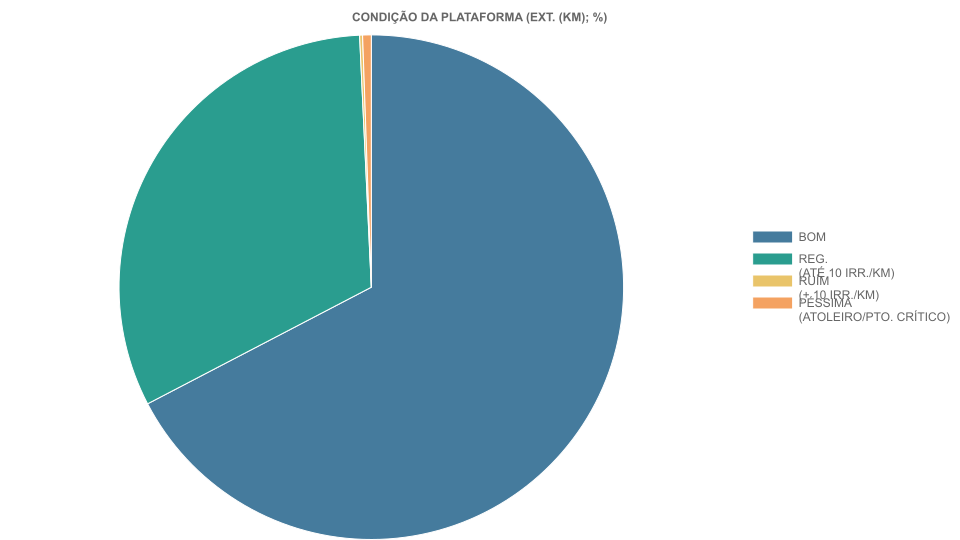 CONDIÇÃO DA PLATAFORMA (EXT. (KM); %)
BOM
REG.
(ATÉ 10 IRR./KM)
RUIM
(+ 10 IRR./KM)
PÉSSIMA
(ATOLEIRO/PTO. CRÍTICO)